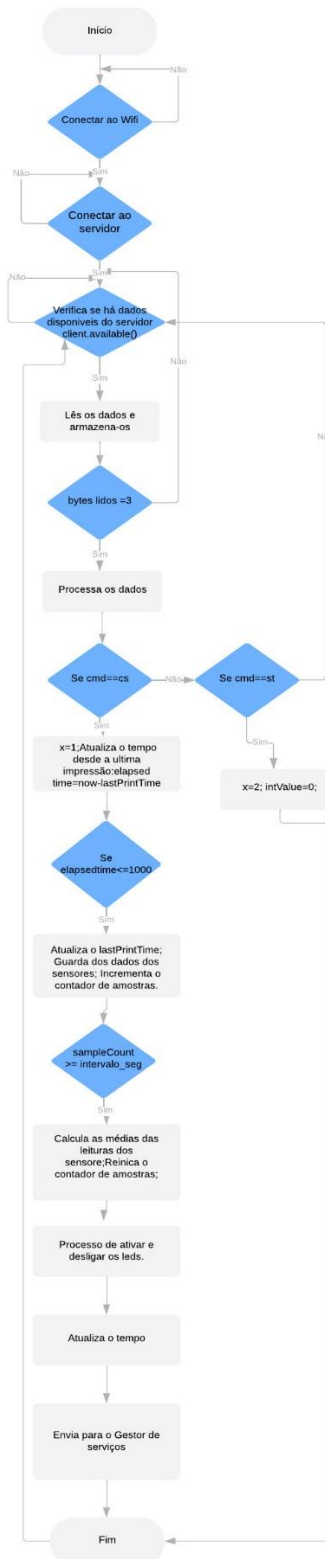 Início
Não
Conectar ao Wifi
Sim
Não
Conectar ao
servidor
Sim
Não
Verifica se há dados
disponiveis do servidor
client.available()
Não
Sim
Lês os dados e
armazena-os
bytes lidos =3
Sim
Processa os dados
Se cmd==cs
Não
Se cmd==st
Sim
Sim
x=1;Atualiza o tempo
desde a ultima
impressão:elapsed
time=now-lastPrintTime
x=2; intValue=0;
Se
elapsedtime<=1000
Sim
Atualiza o lastPrintTime;
Guarda dos dados dos
sensores; Incrementa o
contador de amostras.
sampleCount
>= intervalo_seg
Sim
Calcula as médias das
leituras dos
sensore;Reinica o
contador de amostras;
Processo de ativar e
desligar os leds.
Atualiza o tempo
Envia para o Gestor de
serviços
Fim